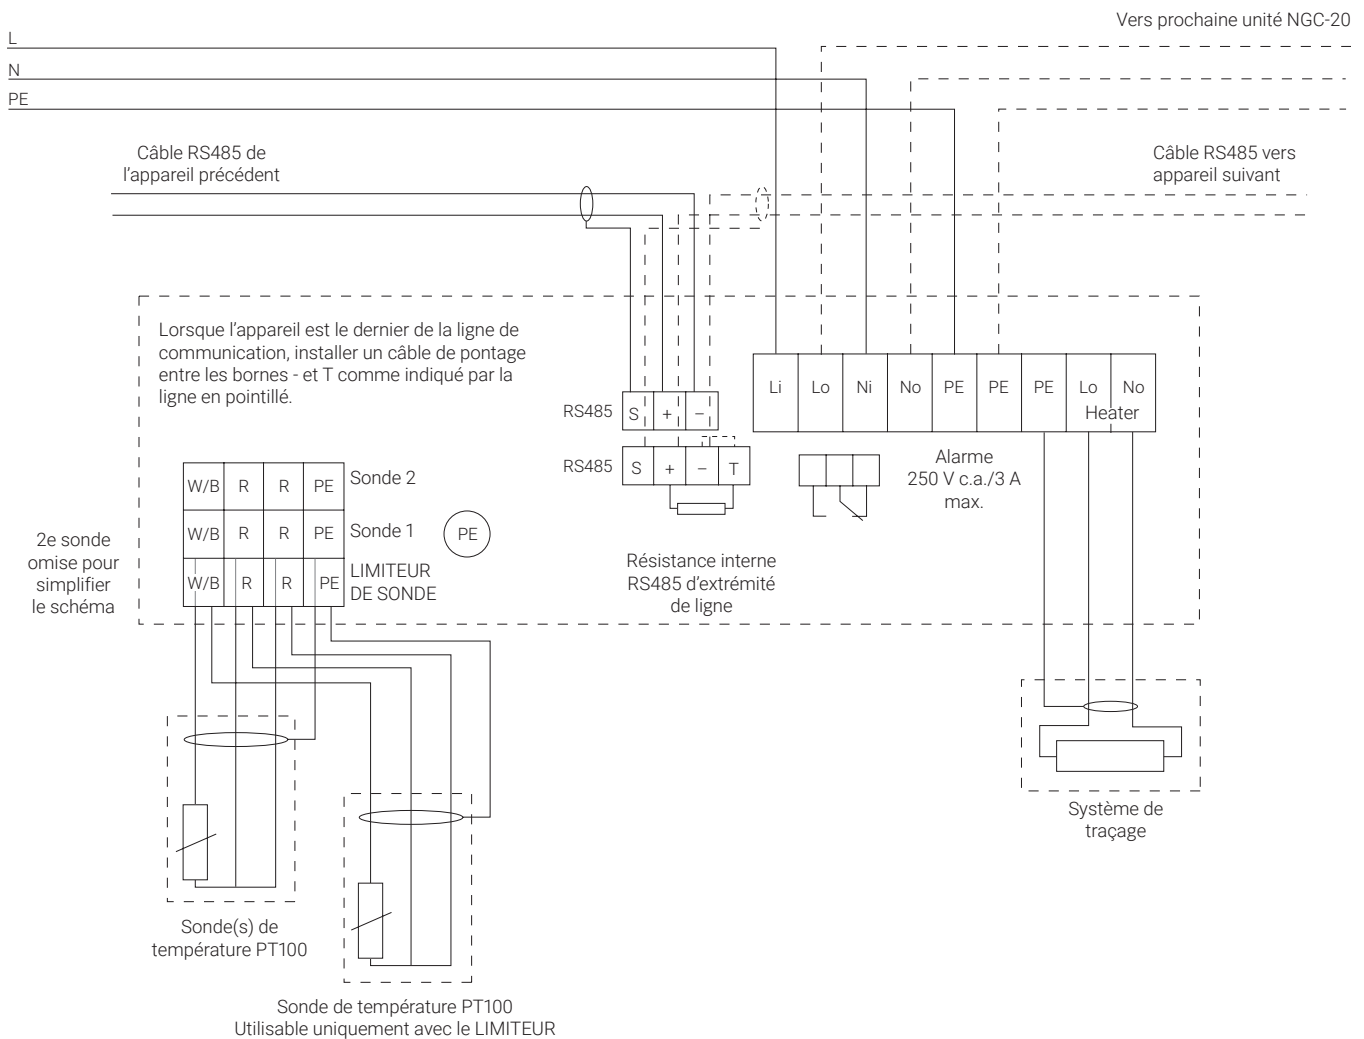 Vers prochaine unité NGC-20
L
N
PE
Câble RS485 de
l'appareil précédent
Câble RS485 vers
appareil suivant
Lorsque l'appareil est le dernier de la ligne de
communication, installer un câble de pontage
entre les bornes - et T comme indiqué par la
ligne en pointillé.
Li Lo Ni No PE PE PE Lo No
Heater
RS485 S + –
RS485 S + – T
Alarme
250 V c.a./3 A
max.
W/B R R PE Sonde 2
W/B R R PE Sonde 1
PE
W/B R R PE LIMITEUR
DE SONDE
2e sonde
omise pour
simplifier
le schéma
Résistance interne
RS485 d'extrémité
de ligne
Système de
traçage
Sonde(s) de
température PT100
Sonde de température PT100
Utilisable uniquement avec le LIMITEUR